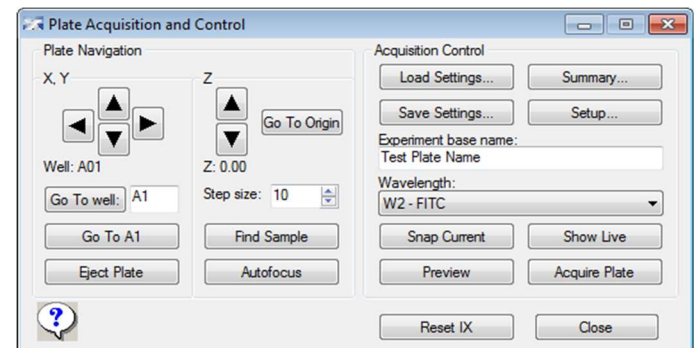 Plate Acquisition and Control
Plate Navigation
X, Y
Z
Go To Origin
Well: A01
Z: 0.00
Go To well: A1
Step size: 10
Go To A1
Find Sample
Eject Plate
Autofocus
Acquisition Control
Load Settings...
Summary...
Save Settings...
Setup...
Experiment base name:
Test Plate Name
Wavelength:
W2 - FITC
Snap Current
Show Live
Preview
Acquire Plate
?
Reset IX
Close